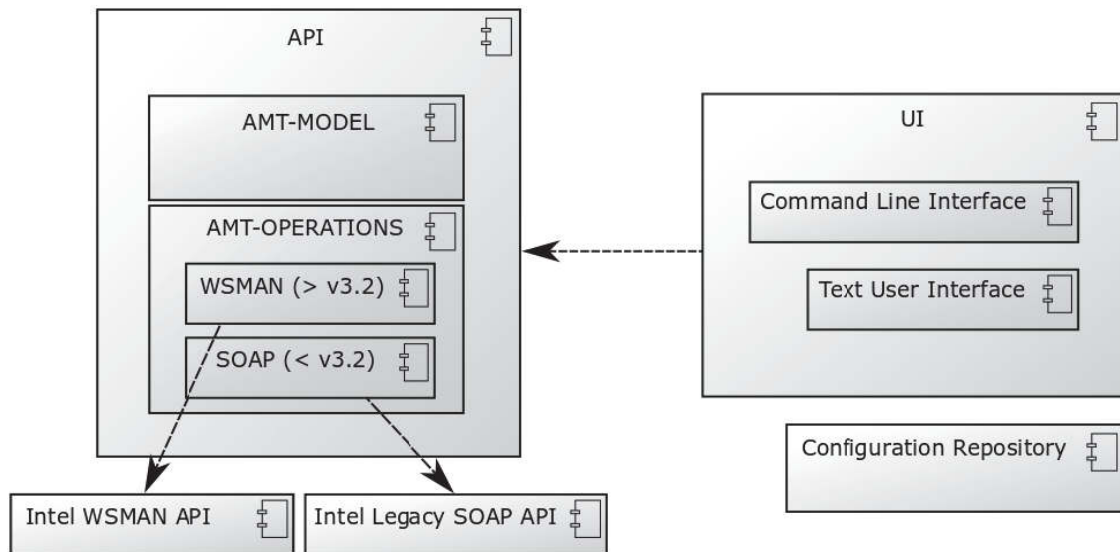 API
AMT-MODEL
AMT-OPERATIONS
WSMAN (> v3.2)
SOAP (< v3.2)
Intel WSMAN API
Intel Legacy SOAP API
UI
Command Line Interface
Text User Interface
Configuration Repository